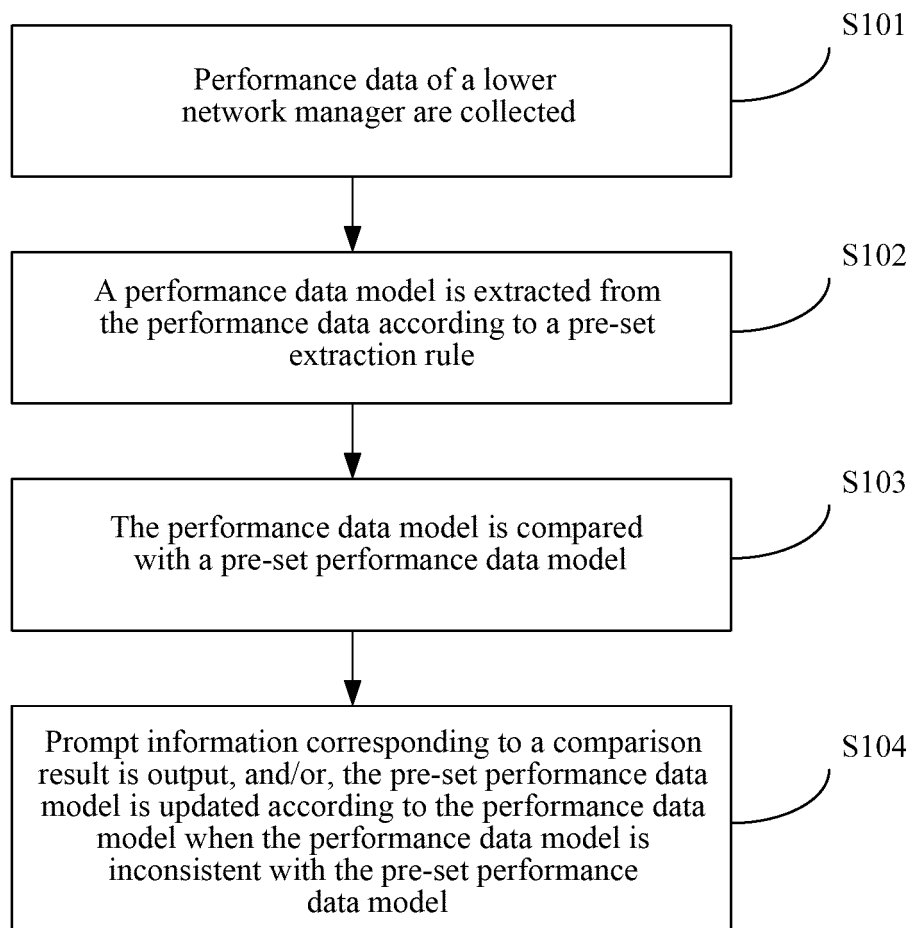 S101
Performance data of a lower
network manager are collected
S102
A performance data model is extracted from
the performance data according to a pre-set
extraction rule
S103
The performance data model is compared
with a pre-set performance data model
S104
Prompt information corresponding to a comparison
result is output, and/or, the pre-set performance data
model is updated according to the performance data
model when the performance data model is
inconsistent with the pre-set performance
data model